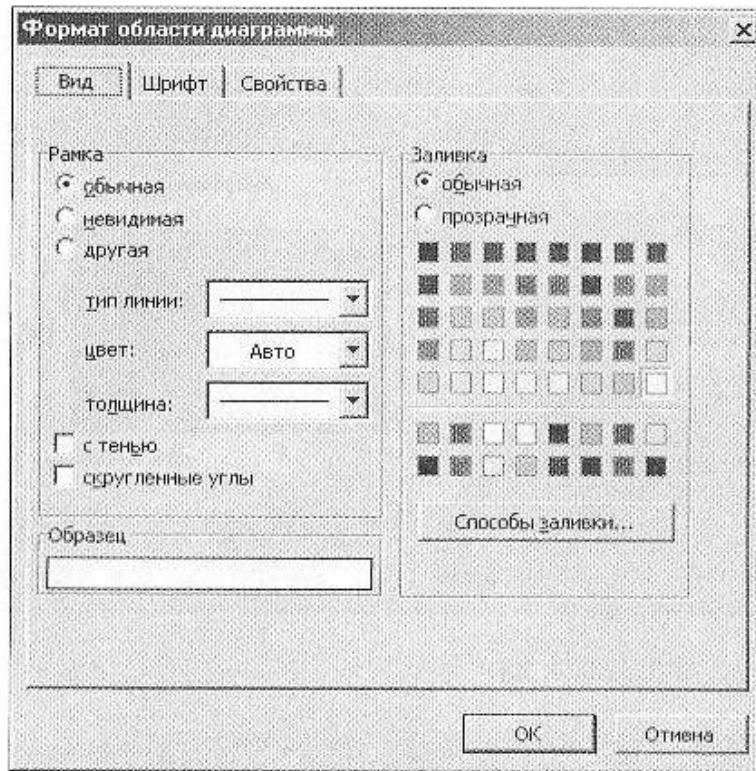 Формат области диаграммы
Вид Шрифт Свойства
Рамка
обычная
невидимая
другая
тип линии:
цвет: Авто
толщина:
с тенью
скругленные углы
Образец
Заливка
обычная
прозрачная
Способы заливки...
ОК Отмена